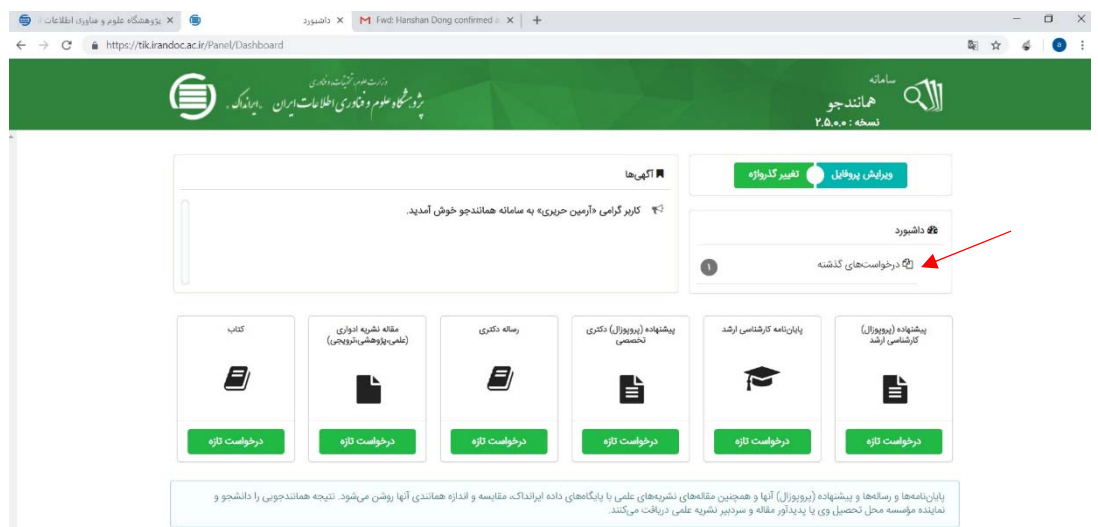 پژوهشگاه علوم و فناوری اطلاعات
داشبورد
Fwd: Hanshan Dong confirmed a
https://tik.irandoc.ac.ir/Panel/Dashboard
a
سامانه
همانندجو
نسخه : ۲.۵.۰.۰
وزارت علوم، تحقیقات و فناوری
پژوهشگاه علوم و فناوری اطلاعات ایران . ایرانداک .
ویرایش پروفایل
تغییر گذرواژه
آگهی‌ها
کاربر گرامی «آرمین حریری» به سامانه همانندجو خوش آمدید.
داشبورد
درخواست‌های گذشته
۱
پیشنهاده (پروپوزال)
کارشناسی ارشد
درخواست تازه
پایان‌نامه کارشناسی ارشد
درخواست تازه
پیشنهاده (پروپوزال) دکتری
تخصصی
درخواست تازه
رساله دکتری
درخواست تازه
مقاله نشریه ادواری
(علمی،پژوهشی،ترویجی)
درخواست تازه
کتاب
درخواست تازه
پایان‌نامه‌ها و رساله‌ها و پیشنهاده (پروپوزال) آنها و همچنین مقاله‌های نشریه‌های علمی با پایگاه‌های داده ایرانداک، مقایسه و اندازه همانندی آنها روشن می‌شود. نتیجه همانندجویی را دانشجو و
نماینده مؤسسه محل تحصیل وی یا پدیدآور مقاله و سردبیر نشریه علمی دریافت می‌کنند.